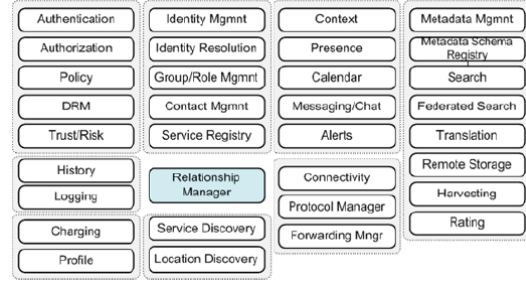 Authentication
Authorization
Policy
DRM
Trust/Risk
History
Logging
Charging
Profile
Identity Mgmnt
Identity Resolution
Group/Role Mgmnt
Contact Mgmnt
Service Registry
Relationship
Manager
Service Discovery
Location Discovery
Context
Presence
Calendar
Messaging/Chat
Alerts
Connectivity
Protocol Manager
Forwarding Mngr
Metadata Mgmnt
Metadata Schema
Registry
Search
Federated Search
Translation
Remote Storage
Harvesting
Rating